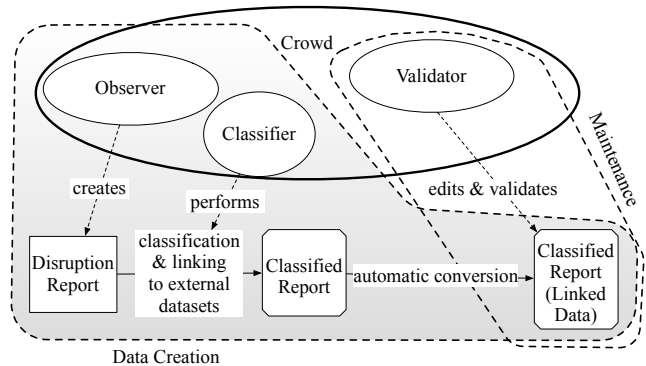 Crowd
Observer
Validator
Classifier
Maintenance
creates
performs
edits & validates
Disruption
Report
classification
& linking
to external
datasets
Classified
Report
automatic conversion
Classified
Report
(Linked
Data)
Data Creation